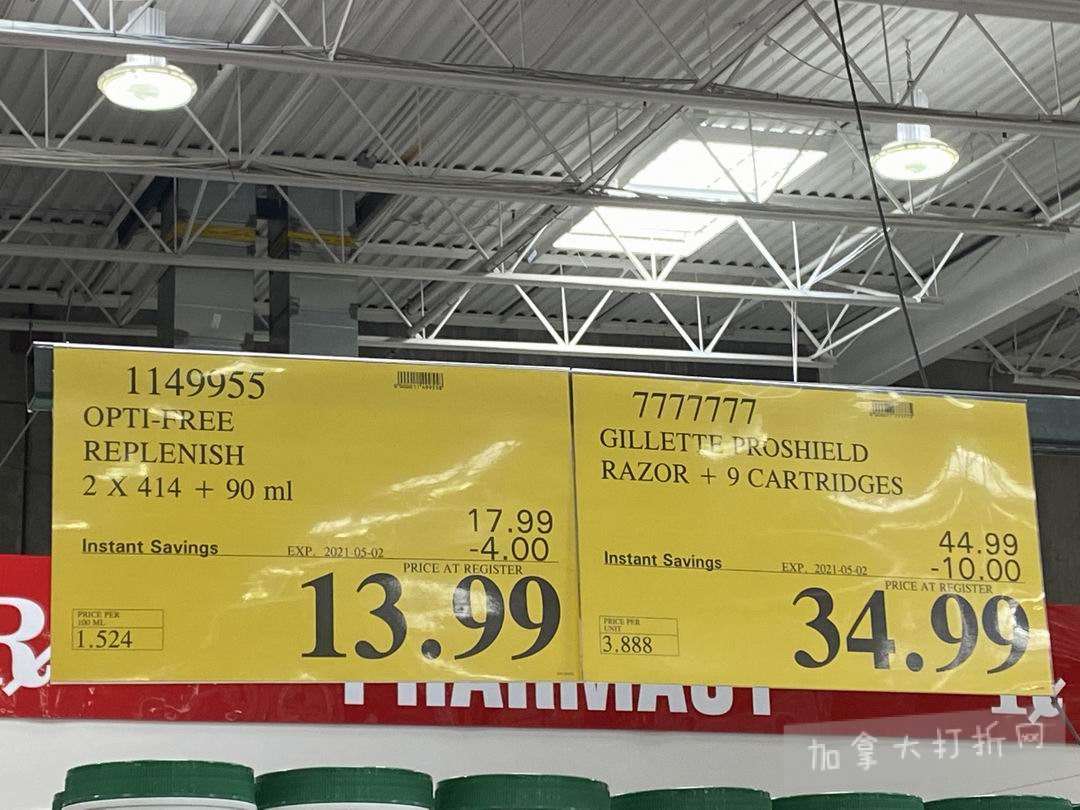 1149955
OPTI-FREE
REPLENISH
2 X 414 + 90 ml
17.99
Instant Savings EXP. 2021-05-02 -4.00
PRICE AT REGISTER
13.99
PRICE PER
100 ML
1.524
7777777
GILLETTE PROSHIELD
RAZOR + 9 CARTRIDGES
44.99
Instant Savings EXP. 2021-05-02 -10.00
PRICE AT REGISTER
34.99
PRICE PER
UNIT
3.888
Rx PHARMACY Rx
加拿大打折网